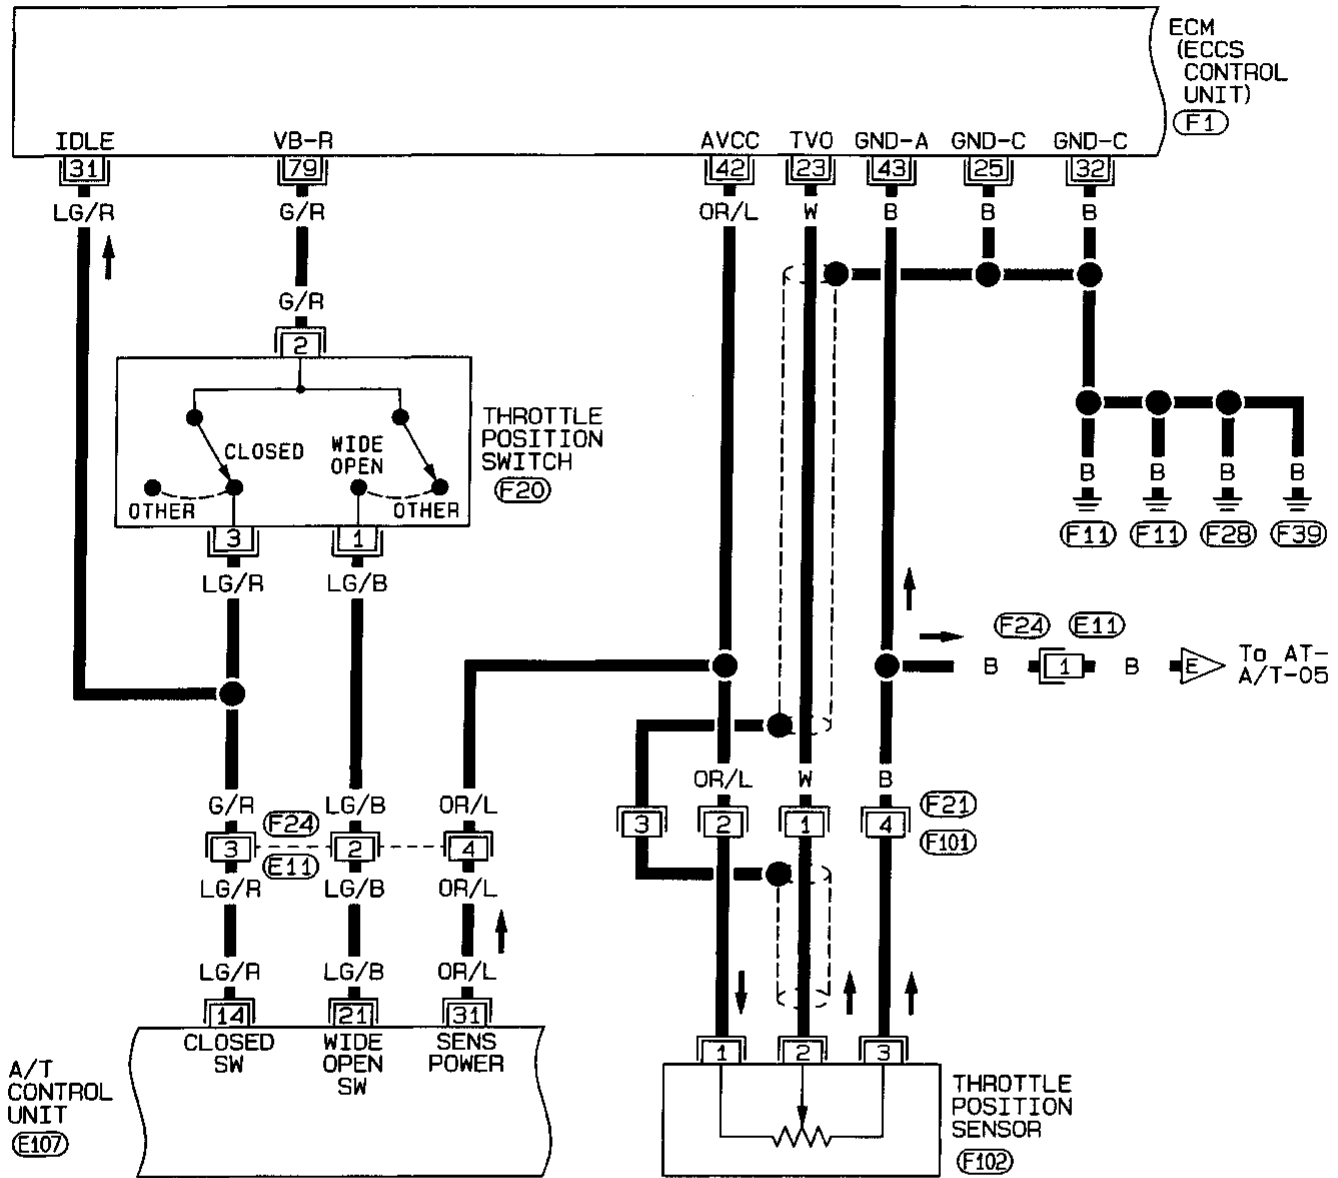 ECM
(ECCS
CONTROL
UNIT)
F1
IDLE VB-R AVCC TVO GND-A GND-C GND-C
31 79 42 23 43 25 32
LG/R G/R OR/L W B B B
G/R
2
THROTTLE
POSITION
SWITCH
F20
CLOSED
WIDE
OPEN
OTHER
OTHER
3 1
LG/R LG/B
B B B B
F11 F11 F28 F39
F24 E11
B 1 B E
To AT-
A/T-05
OR/L W B
G/R LG/B OR/L
F24
3 2 4
E11
3 2 1 4
F21
F101
LG/R LG/B OR/L
LG/R LG/B OR/L
14 21 31
CLOSED
SW
WIDE
OPEN
SW
SENS
POWER
A/T
CONTROL
UNIT
E107
1 2 3
THROTTLE
POSITION
SENSOR
F102